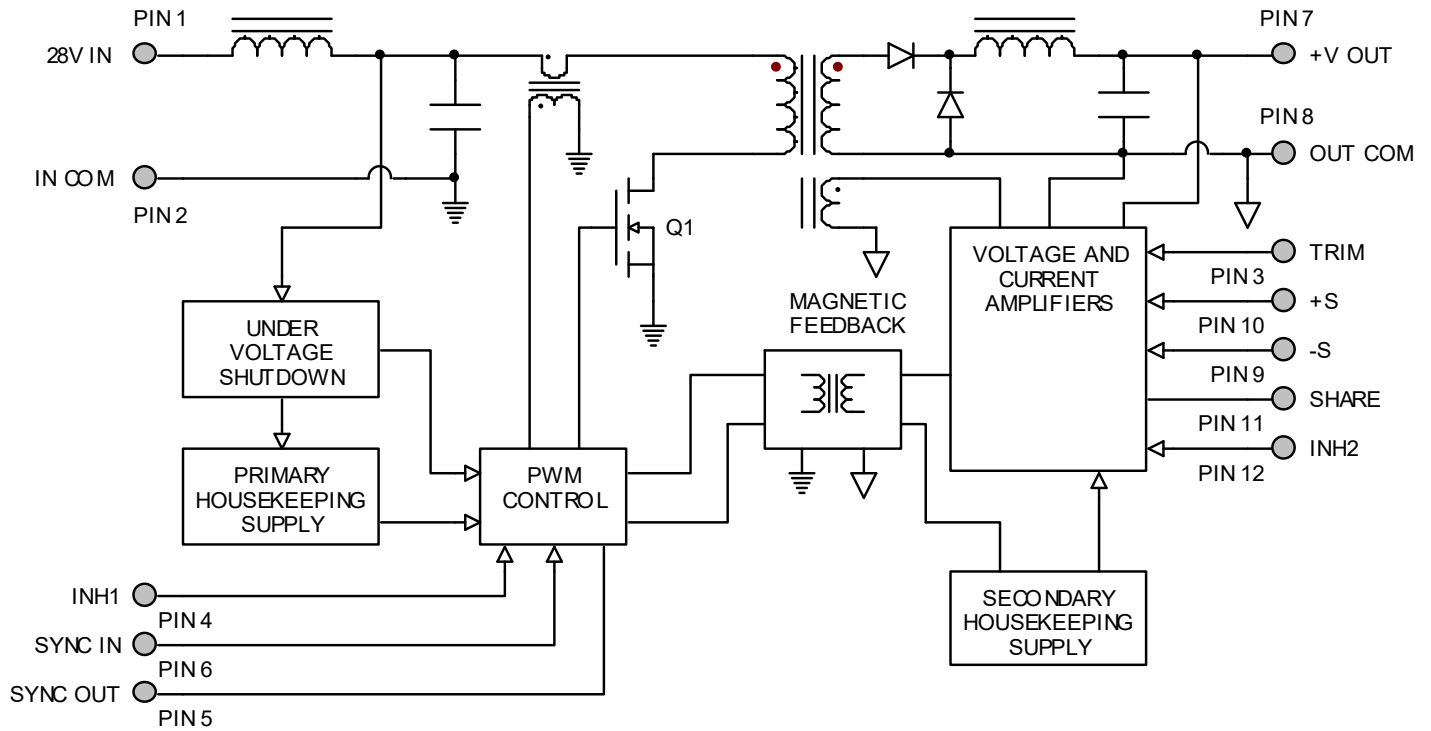 PIN 1
28V IN
IN COM
PIN 2
Q1
PIN 7
+V OUT
PIN 8
OUT COM
VOLTAGE AND
CURRENT
AMPLIFIERS
TRIM
PIN 3
+S
PIN 10
-S
PIN 9
SHARE
PIN 11
INH2
PIN 12
MAGNETIC
FEEDBACK
UNDER
VOLTAGE
SHUTDOWN
PRIMARY
HOUSEKEEPING
SUPPLY
PWM
CONTROL
SECONDARY
HOUSEKEEPING
SUPPLY
INH1
PIN 4
SYNC IN
PIN 6
SYNC OUT
PIN 5